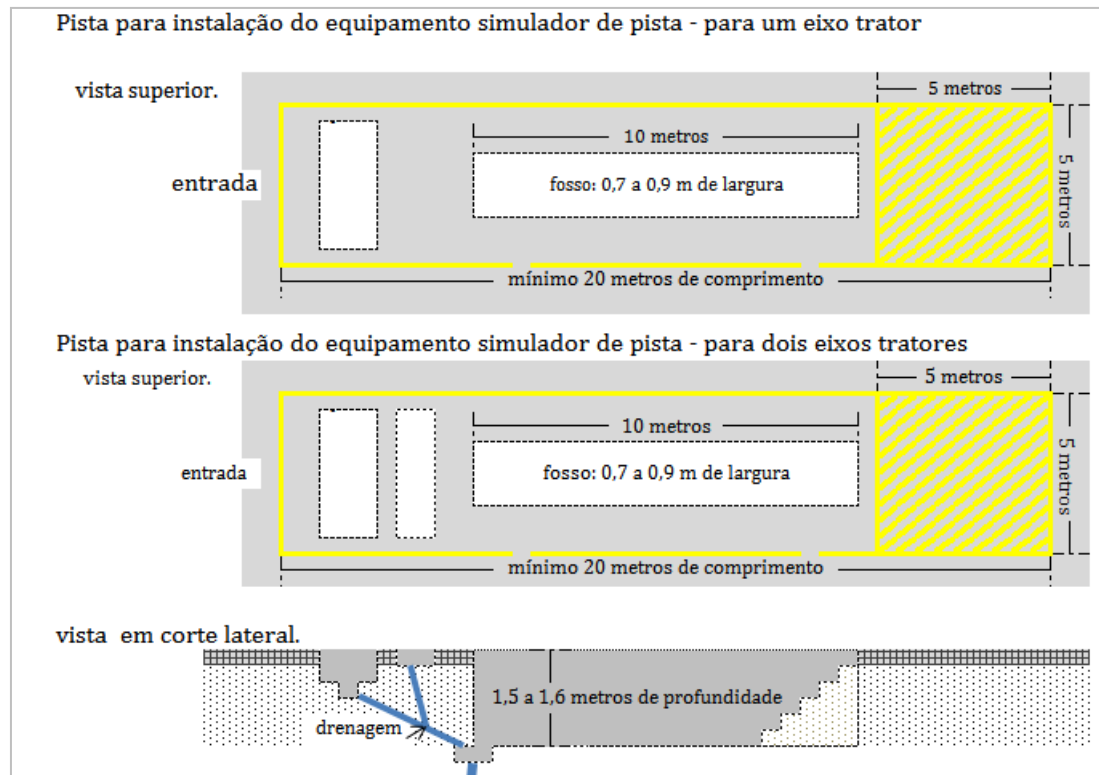 Pista para instalação do equipamento simulador de pista - para um eixo trator
vista superior.
5 metros
10 metros
entrada
fosso: 0,7 a 0,9 m de largura
5 metros
mínimo 20 metros de comprimento
Pista para instalação do equipamento simulador de pista - para dois eixos tratores
vista superior.
5 metros
10 metros
entrada
fosso: 0,7 a 0,9 m de largura
5 metros
mínimo 20 metros de comprimento
vista em corte lateral.
1,5 a 1,6 metros de profundidade
drenagem